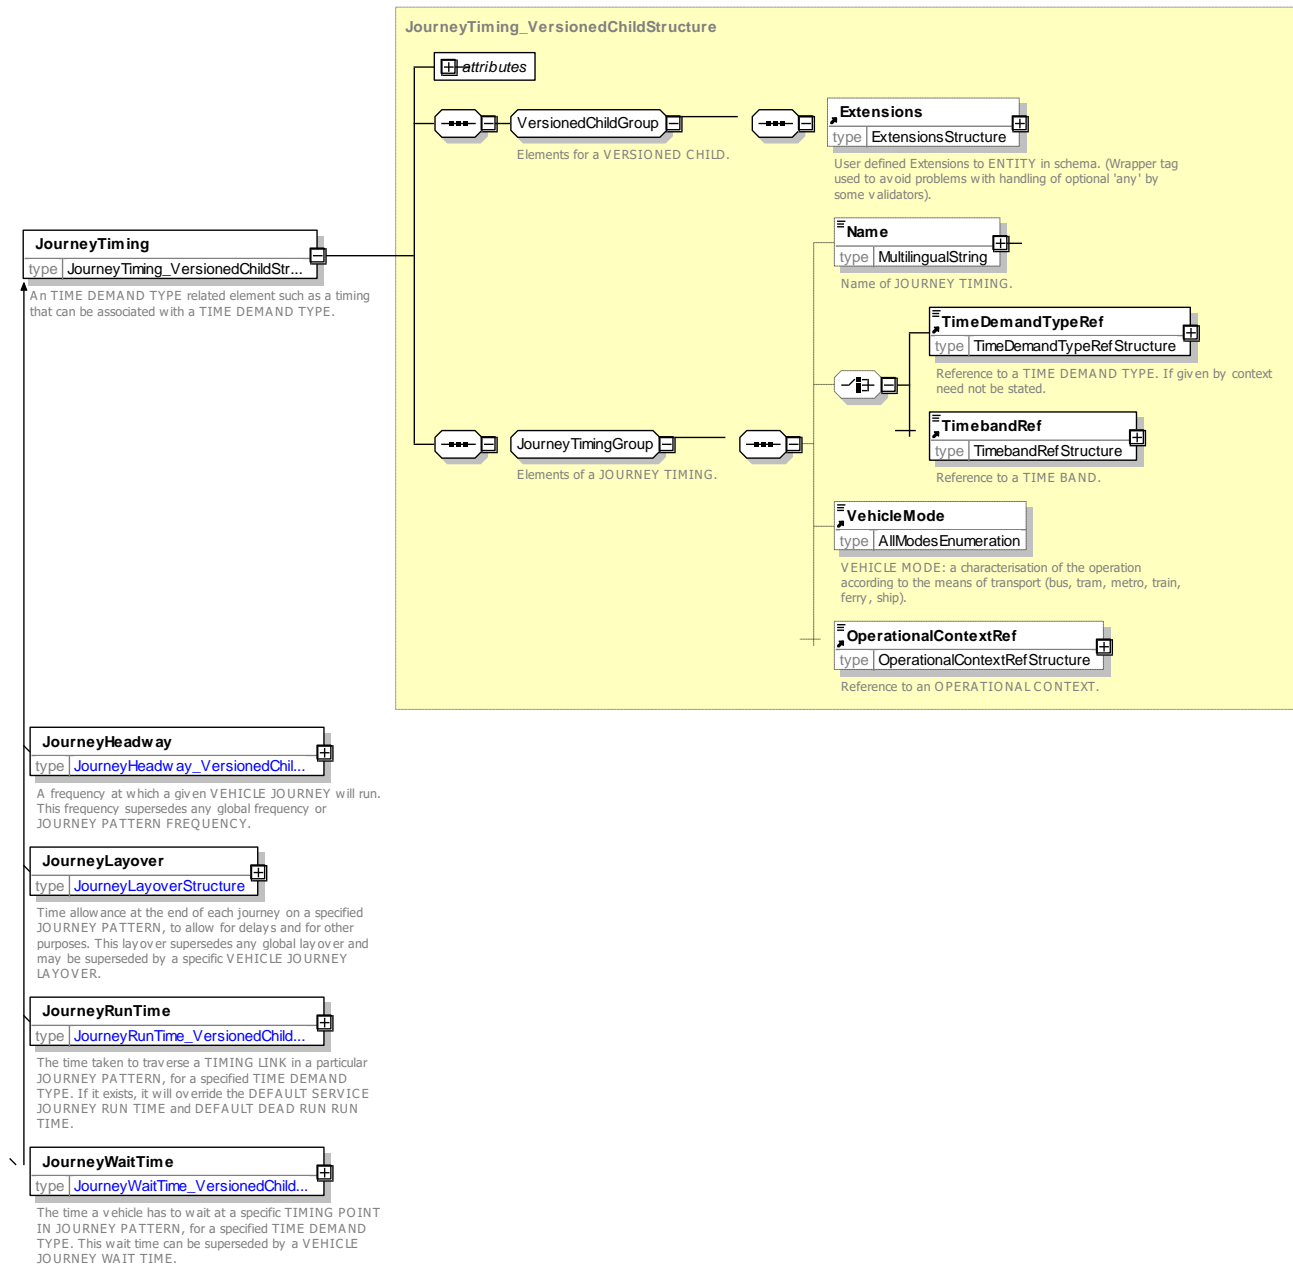 JourneyTiming_VersionedChildStructure
attributes
VersionedChildGroup
Elements for a VERSIONED CHILD.
Extensions
type ExtensionsStructure
User defined Extensions to ENTITY in schema. (Wrapper tag
used to avoid problems with handling of optional 'any' by
some validators).
JourneyTiming
type JourneyTiming_VersionedChildStr...
An TIME DEMAND TYPE related element such as a timing
that can be associated with a TIME DEMAND TYPE.
Name
type MultilingualString
Name of JOURNEY TIMING.
TimeDemandTypeRef
type TimeDemandTypeRefStructure
Reference to a TIME DEMAND TYPE. If given by context
need not be stated.
TimebandRef
type TimebandRefStructure
Reference to a TIME BAND.
JourneyTimingGroup
Elements of a JOURNEY TIMING.
VehicleMode
type AllModesEnumeration
VEHICLE MODE: a characterisation of the operation
according to the means of transport (bus, tram, metro, train,
ferry, ship).
OperationalContextRef
type OperationalContextRefStructure
Reference to an OPERATIONAL CONTEXT.
JourneyHeadway
type JourneyHeadway_VersionedChil...
A frequency at which a given VEHICLE JOURNEY will run.
This frequency supersedes any global frequency or
JOURNEY PATTERN FREQUENCY.
JourneyLayover
type JourneyLayoverStructure
Time allowance at the end of each journey on a specified
JOURNEY PATTERN, to allow for delays and for other
purposes. This layover supersedes any global layover and
may be superseded by a specific VEHICLE JOURNEY
LAYOVER.
JourneyRunTime
type JourneyRunTime_VersionedChild...
The time taken to traverse a TIMING LINK in a particular
JOURNEY PATTERN, for a specified TIME DEMAND
TYPE. If it exists, it will override the DEFAULT SERVICE
JOURNEY RUN TIME and DEFAULT DEAD RUN RUN
TIME.
JourneyWaitTime
type JourneyWaitTime_VersionedChild...
The time a vehicle has to wait at a specific TIMING POINT
IN JOURNEY PATTERN, for a specified TIME DEMAND
TYPE. This wait time can be superseded by a VEHICLE
JOURNEY WAIT TIME.